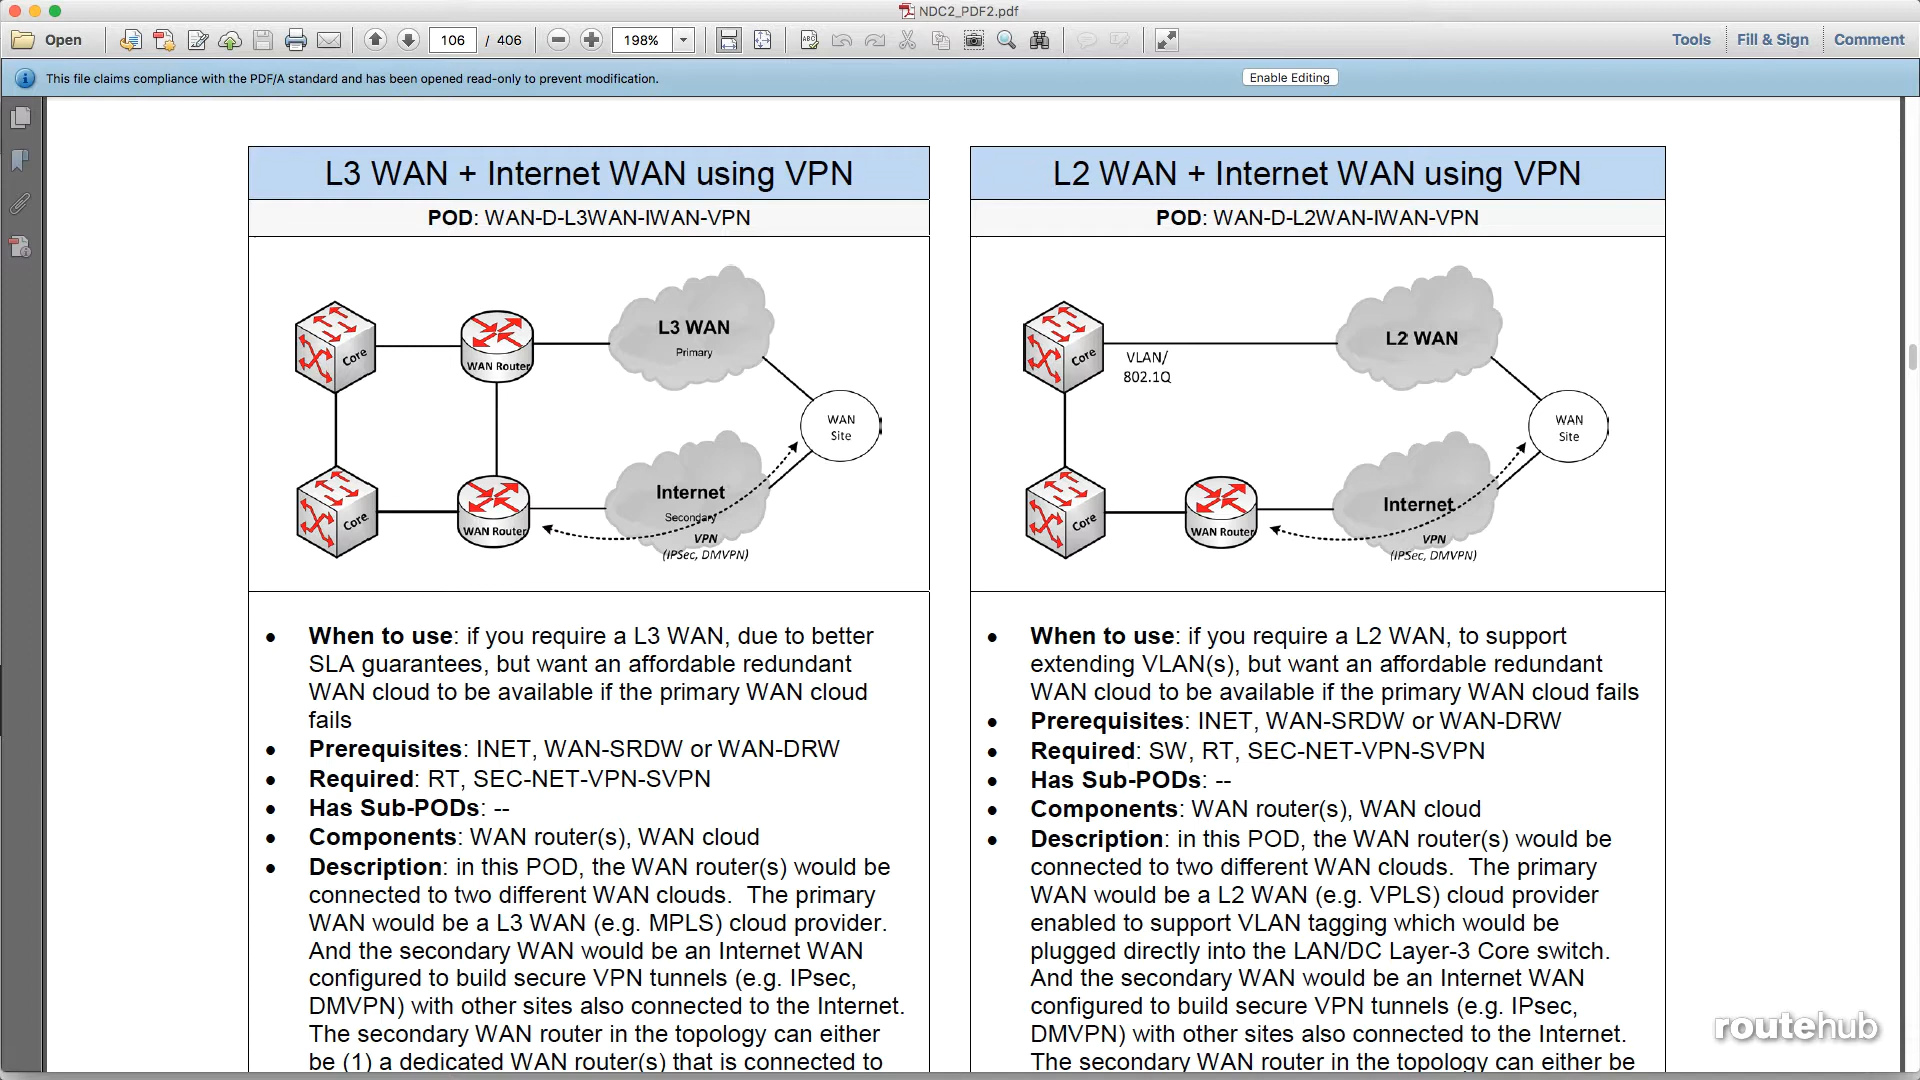 NDC2_PDF2.pdf
Open
106 / 406
198%
Tools
Fill & Sign
Comment
This file claims compliance with the PDF/A standard and has been opened read-only to prevent modification.
Enable Editing
L3 WAN + Internet WAN using VPN
POD: WAN-D-L3WAN-IWAN-VPN
Core
WAN Router
L3 WAN
Primary
WAN
Site
Core
WAN Router
Internet
Secondary
VPN
(IPSec, DMVPN)
• When to use: if you require a L3 WAN, due to better
SLA guarantees, but want an affordable redundant
WAN cloud to be available if the primary WAN cloud
fails
• Prerequisites: INET, WAN-SRDW or WAN-DRW
• Required: RT, SEC-NET-VPN-SVPN
• Has Sub-PODs: --
• Components: WAN router(s), WAN cloud
• Description: in this POD, the WAN router(s) would be
connected to two different WAN clouds.  The primary
WAN would be a L3 WAN (e.g. MPLS) cloud provider.
And the secondary WAN would be an Internet WAN
configured to build secure VPN tunnels (e.g. IPsec,
DMVPN) with other sites also connected to the Internet.
The secondary WAN router in the topology can either
be (1) a dedicated WAN router(s) that is connected to
L2 WAN + Internet WAN using VPN
POD: WAN-D-L2WAN-IWAN-VPN
Core
VLAN/
802.1Q
L2 WAN
WAN
Site
Core
WAN Router
Internet
VPN
(IPSec, DMVPN)
• When to use: if you require a L2 WAN, to support
extending VLAN(s), but want an affordable redundant
WAN cloud to be available if the primary WAN cloud fails
• Prerequisites: INET, WAN-SRDW or WAN-DRW
• Required: SW, RT, SEC-NET-VPN-SVPN
• Has Sub-PODs: --
• Components: WAN router(s), WAN cloud
• Description: in this POD, the WAN router(s) would be
connected to two different WAN clouds.  The primary
WAN would be a L2 WAN (e.g. VPLS) cloud provider
enabled to support VLAN tagging which would be
plugged directly into the LAN/DC Layer-3 Core switch.
And the secondary WAN would be an Internet WAN
configured to build secure VPN tunnels (e.g. IPsec,
DMVPN) with other sites also connected to the Internet.
The secondary WAN router in the topology can either be
routehub